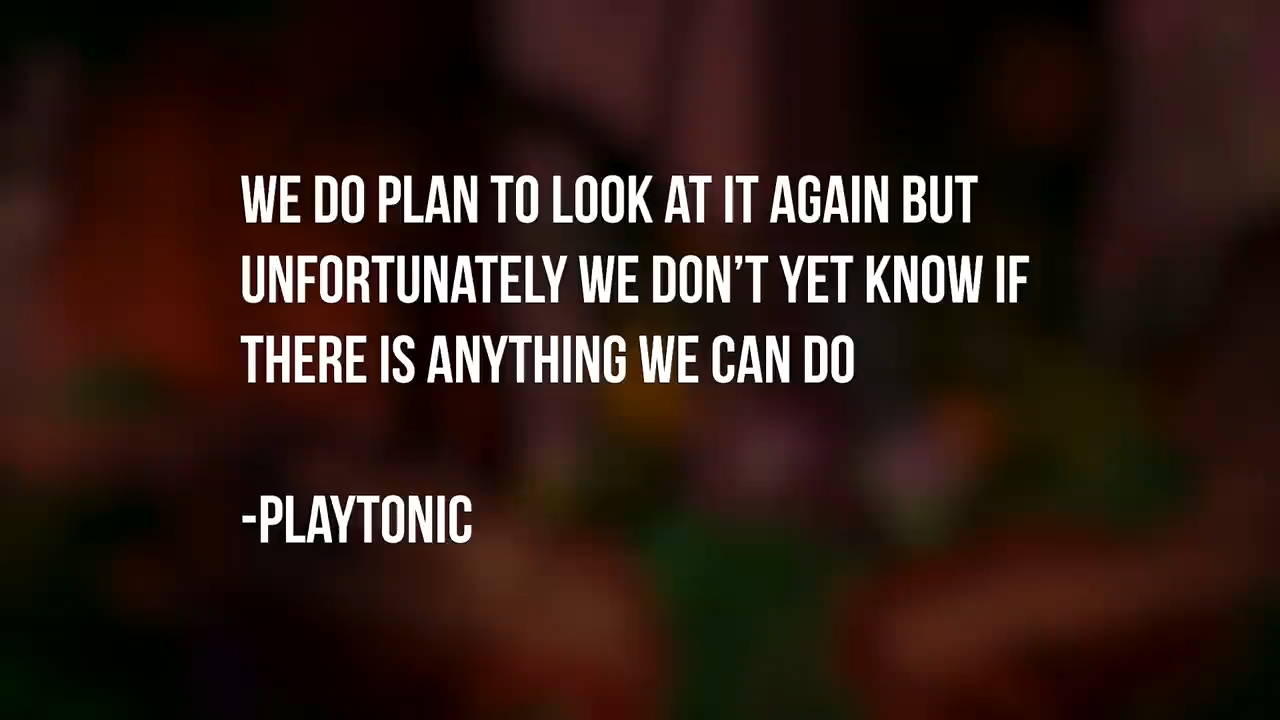 WE DO PLAN TO LOOK AT IT AGAIN BUT
UNFORTUNATELY WE DON’T YET KNOW IF
THERE IS ANYTHING WE CAN DO
-PLAYTONIC